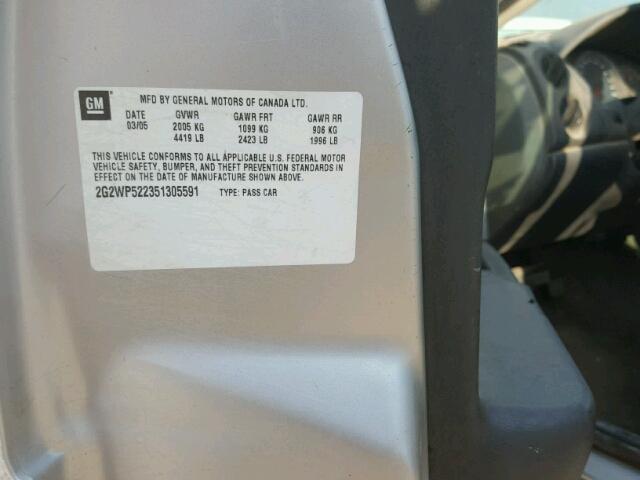 GM
MFD BY GENERAL MOTORS OF CANADA LTD.
DATE GVWR GAWR FRT GAWR RR
03/05 2005 KG 1099 KG 906 KG
4419 LB 2423 LB 1996 LB
THIS VEHICLE CONFORMS TO ALL APPLICABLE U.S. FEDERAL MOTOR
VEHICLE SAFETY, BUMPER, AND THEFT PREVENTION STANDARDS
IN EFFECT ON THE DATE OF MANUFACTURE SHOWN ABOVE.
2G2WP522351305591 TYPE: PASS CAR